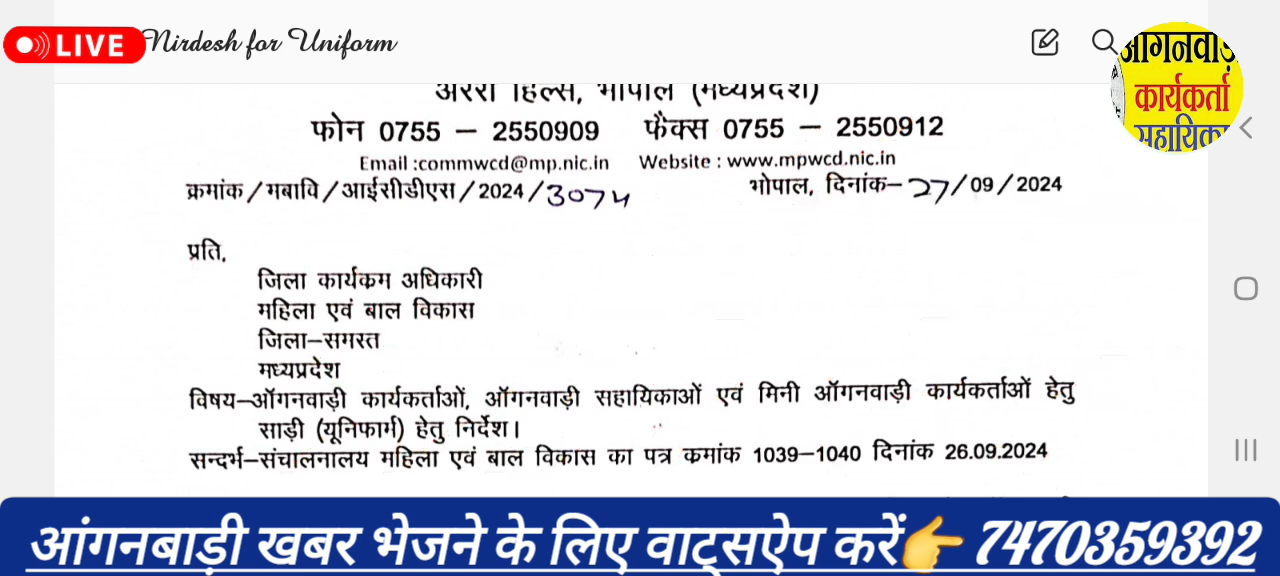 LIVE
Nirdesh for Uniform
आंगनवाड़ी
कार्यकर्ता
सहायिका
अरेरा हिल्स, भोपाल (मध्यप्रदेश)
फोन 0755 – 2550909 फैक्स 0755 – 2550912
Email :commwcd@mp.nic.in Website : www.mpwcd.nic.in
क्रमांक/मबावि/आईसीडीएस/2024/3074 भोपाल, दिनांक–27/09/2024
प्रति,
जिला कार्यकम अधिकारी
महिला एवं बाल विकास
जिला–समस्त
मध्यप्रदेश
विषय–ऑगनवाड़ी कार्यकर्ताओं, ऑगनवाड़ी सहायिकाओं एवं मिनी ऑगनवाड़ी कार्यकर्ताओं हेतु
साड़ी (यूनिफार्म) हेतु निर्देश।
सन्दर्भ–संचालनालय महिला एवं बाल विकास का पत्र कमांक 1039–1040 दिनांक 26.09.2024
आंगनबाड़ी खबर भेजने के लिए वाट्सऐप करें👉 7470359392